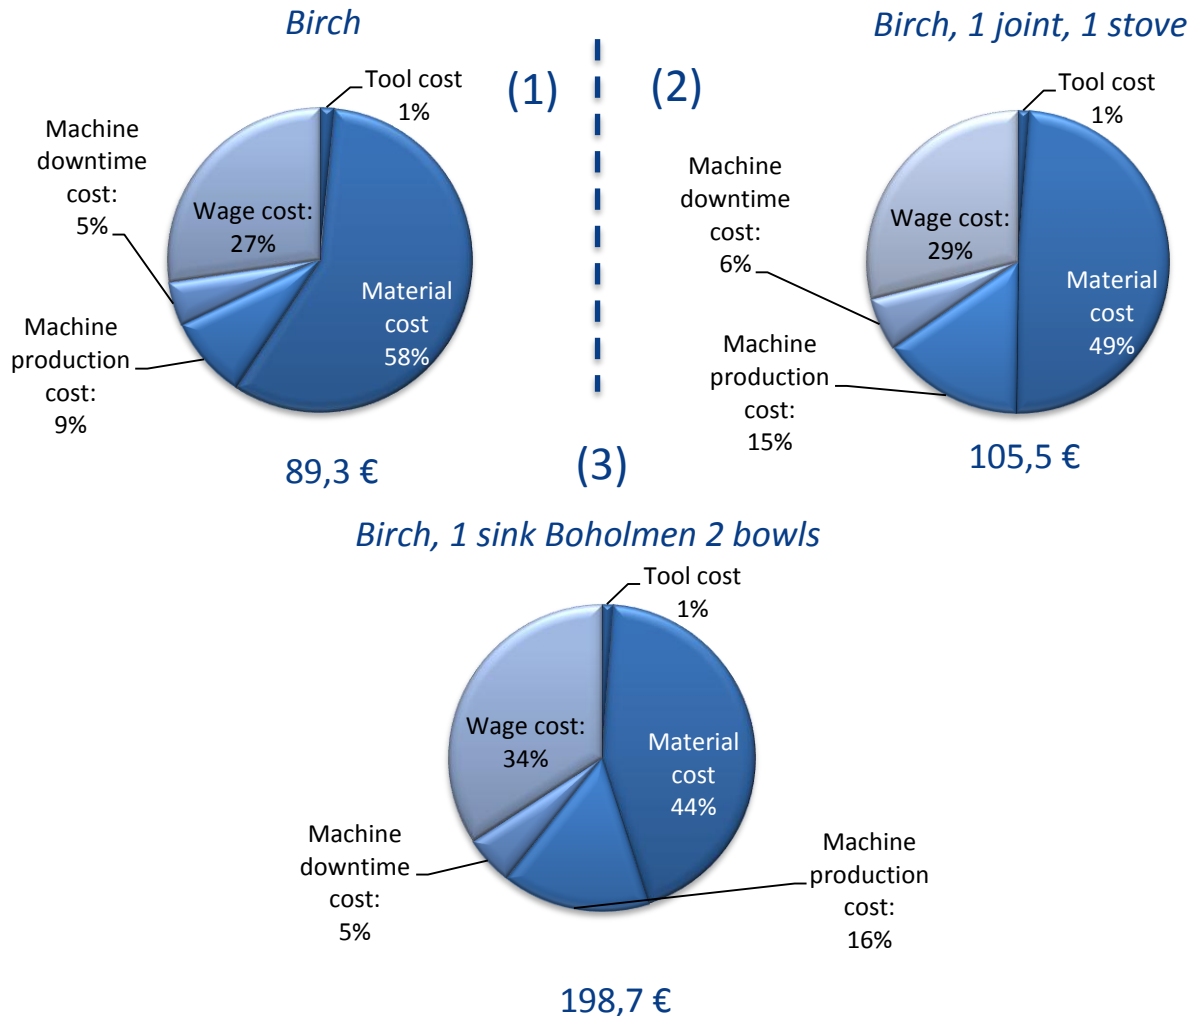 Birch
(1)
Tool cost
1%
Machine
downtime
cost:
5%
Wage cost:
27%
Material
cost
58%
Machine
production
cost:
9%
89,3 €
(2)
Birch, 1 joint, 1 stove
Tool cost
1%
Machine
downtime
cost:
6%
Wage cost:
29%
Material
cost
49%
Machine
production
cost:
15%
105,5 €
(3)
Birch, 1 sink Boholmen 2 bowls
Tool cost
1%
Wage cost:
34%
Material
cost
44%
Machine
downtime
cost:
5%
Machine
production
cost:
16%
198,7 €